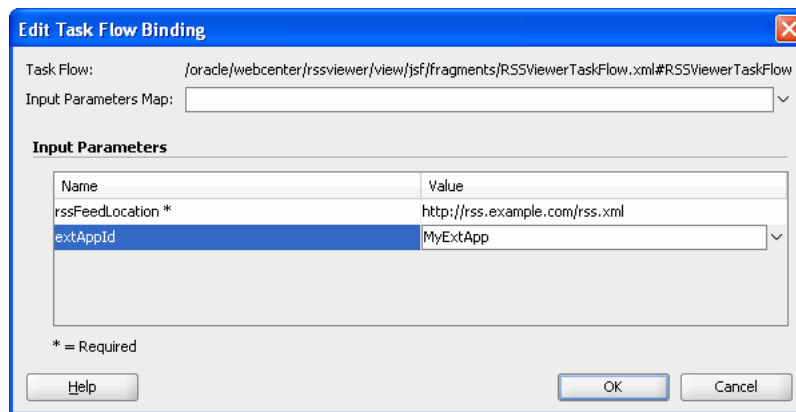 Edit Task Flow Binding
Task Flow: /oracle/webcenter/rssviewer/view/jsf/fragments/RSSViewerTaskFlow.xml#RSSViewerTaskFlow
Input Parameters Map:
Input Parameters
Name Value
rssFeedLocation * http://rss.example.com/rss.xml
extAppId MyExtApp
* = Required
Help OK Cancel